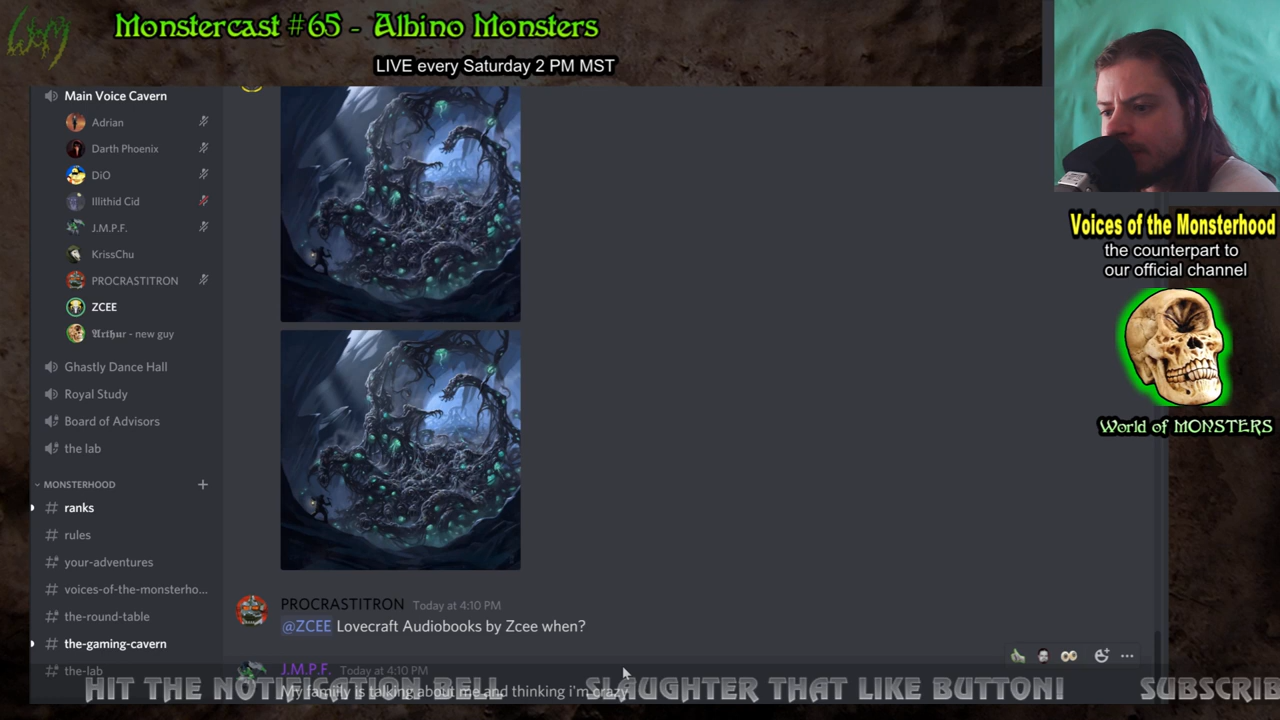 WoM
Monstercast #65 - Albino Monsters
LIVE every Saturday 2 PM MST
Main Voice Cavern
Adrian
Darth Phoenix
DiO
Illithid Cid
J.M.P.F.
KrissChu
PROCRASTITRON
ZCEE
𝕬𝖗𝖙𝖍𝖚𝖗 - new guy
Ghastly Dance Hall
Royal Study
Board of Advisors
the lab
MONSTERHOOD
ranks
rules
your-adventures
voices-of-the-monsterho...
the-round-table
the-gaming-cavern
the-lab
PROCRASTITRON Today at 4:10 PM
@ZCEE Lovecraft Audiobooks by Zcee when?
J.M.P.F. Today at 4:10 PM
My family is talking about me and thinking i'm crazy
Voices of the Monsterhood
the counterpart to
our official channel
World of MONSTERS
HIT THE NOTIFICATION BELL SLAUGHTER THAT LIKE BUTTON! SUBSCRIB